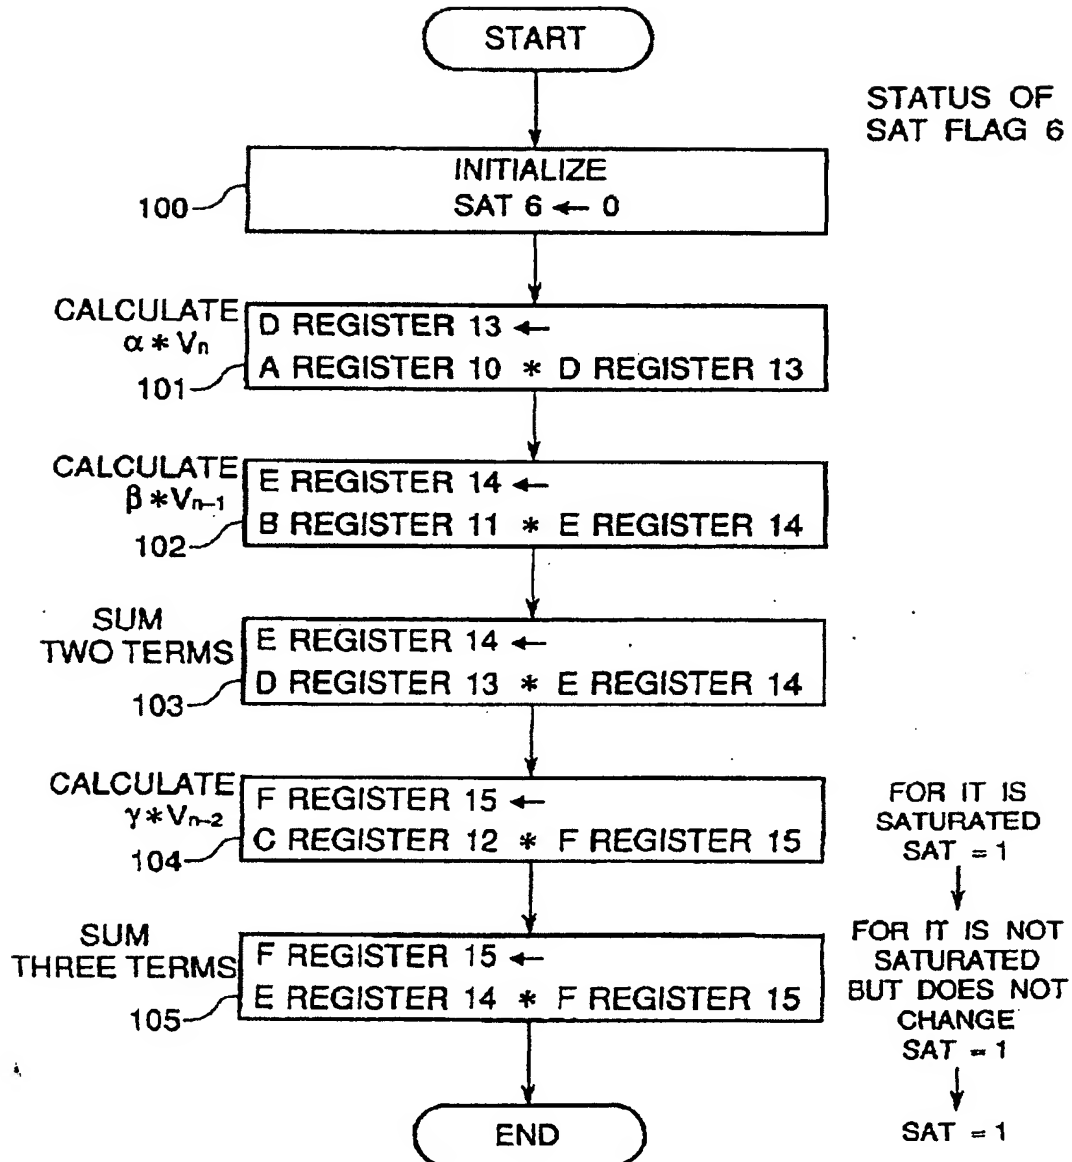 START
STATUS OF
SAT FLAG 6
INITIALIZE
SAT 6 ← 0
100
CALCULATE
α * Vn
101
D REGISTER 13 ←
A REGISTER 10 * D REGISTER 13
CALCULATE
β * Vn–1
102
E REGISTER 14 ←
B REGISTER 11 * E REGISTER 14
SUM
TWO TERMS
103
E REGISTER 14 ←
D REGISTER 13 * E REGISTER 14
CALCULATE
γ * Vn–2
104
F REGISTER 15 ←
C REGISTER 12 * F REGISTER 15
FOR IT IS
SATURATED
SAT = 1
SUM
THREE TERMS
105
F REGISTER 15 ←
E REGISTER 14 * F REGISTER 15
FOR IT IS NOT
SATURATED
BUT DOES NOT
CHANGE
SAT = 1
SAT = 1
END